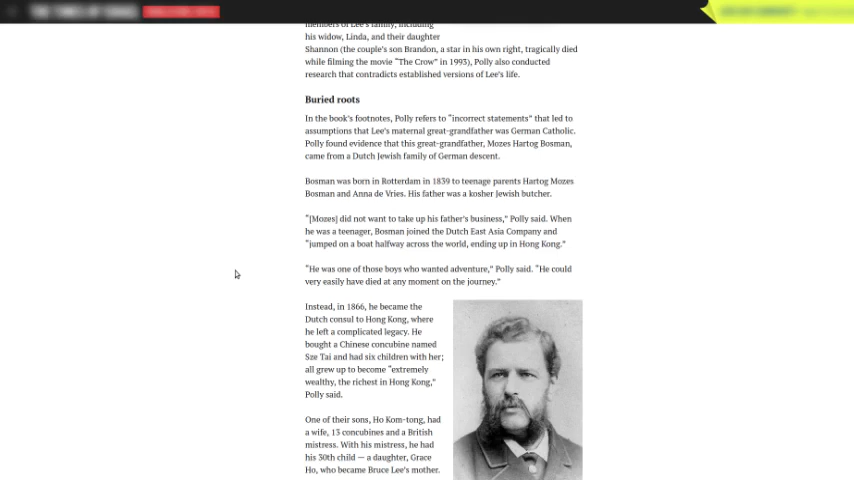 members of Lee's family, including
his widow, Linda, and their daughter
Shannon (the couple's son Brandon, a star in his own right, tragically died
while filming the movie “The Crow” in 1993), Polly also conducted
research that contradicts established versions of Lee's life.
Buried roots
In the book's footnotes, Polly refers to “incorrect statements” that led to
assumptions that Lee's maternal great-grandfather was German Catholic.
Polly found evidence that this great-grandfather, Mozes Hartog Bosman,
came from a Dutch Jewish family of German descent.
Bosman was born in Rotterdam in 1839 to teenage parents Hartog Mozes
Bosman and Anna de Vries. His father was a kosher Jewish butcher.
“[Mozes] did not want to take up his father's business,” Polly said. When
he was a teenager, Bosman joined the Dutch East Asia Company and
“jumped on a boat halfway across the world, ending up in Hong Kong.”
“He was one of those boys who wanted adventure,” Polly said. “He could
very easily have died at any moment on the journey.”
Instead, in 1866, he became the
Dutch consul to Hong Kong, where
he left a complicated legacy. He
bought a Chinese concubine named
Sze Tai and had six children with her;
all grew up to become “extremely
wealthy, the richest in Hong Kong,”
Polly said.
One of their sons, Ho Kom-tong, had
a wife, 13 concubines and a British
mistress. With his mistress, he had
his 30th child — a daughter, Grace
Ho, who became Bruce Lee's mother.